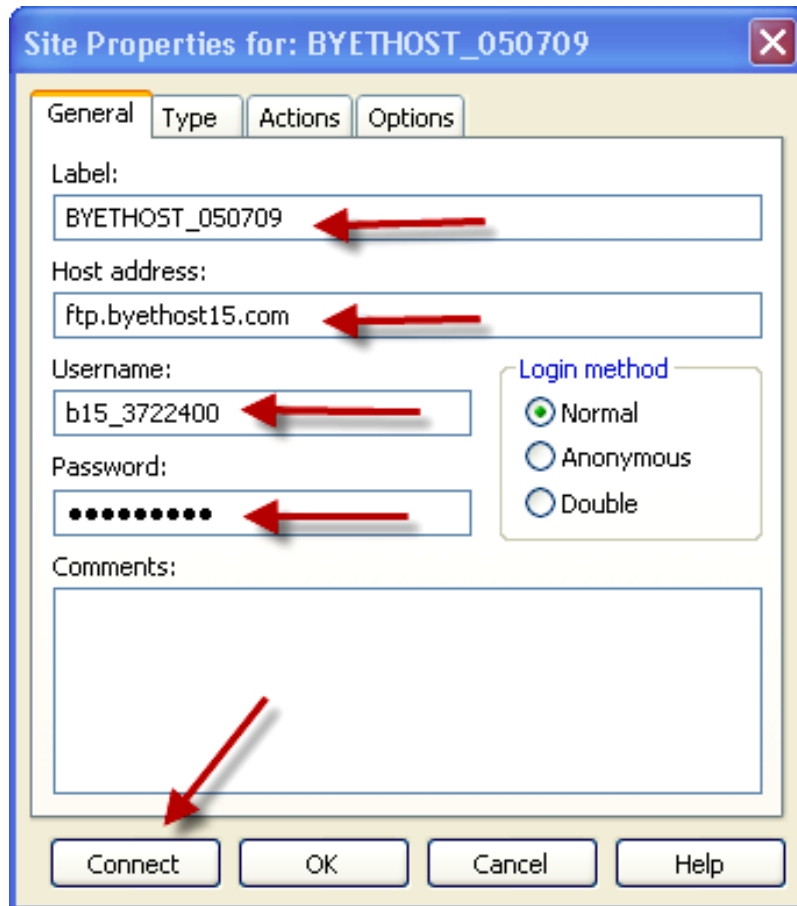 Site Properties for: BYETHOST_050709
General Type Actions Options
Label:
BYETHOST_050709
Host address:
ftp.byethost15.com
Username:
b15_3722400
Login method
Normal
Anonymous
Double
Password:
●●●●●●●●●
Comments:
Connect OK Cancel Help